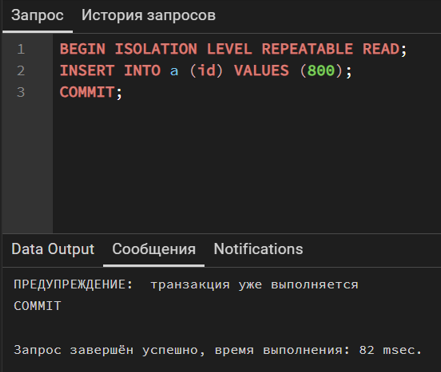 Запрос История запросов
1 BEGIN ISOLATION LEVEL REPEATABLE READ;
2 INSERT INTO a (id) VALUES (800);
3 COMMIT;
Data Output Сообщения Notifications
ПРЕДУПРЕЖДЕНИЕ:  транзакция уже выполняется
COMMIT
Запрос завершён успешно, время выполнения: 82 msec.